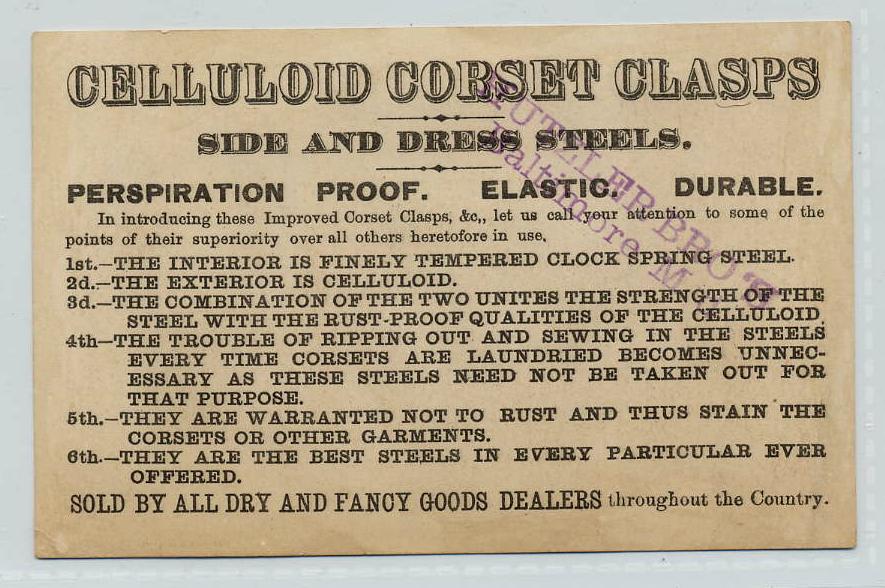 CELLULOID CORSET CLASPS
SIDE AND DRESS STEELS.
PERSPIRATION PROOF. ELASTIC. DURABLE.
In introducing these Improved Corset Clasps, &c,, let us call your attention to some of the
points of their superiority over all others heretofore in use,
1st.—THE INTERIOR IS FINELY TEMPERED CLOCK SPRING STEEL.
2d.—THE EXTERIOR IS CELLULOID.
3d.—THE COMBINATION OF THE TWO UNITES THE STRENGTH OF THE
STEEL WITH THE RUST-PROOF QUALITIES OF THE CELLULOID.
4th—THE TROUBLE OF RIPPING OUT AND SEWING IN THE STEELS
EVERY TIME CORSETS ARE LAUNDRIED BECOMES UNNEC-
ESSARY AS THESE STEELS NEED NOT BE TAKEN OUT FOR
THAT PURPOSE.
5th.—THEY ARE WARRANTED NOT TO RUST AND THUS STAIN THE
CORSETS OR OTHER GARMENTS.
6th.—THEY ARE THE BEST STEELS IN EVERY PARTICULAR EVER
OFFERED.
SOLD BY ALL DRY AND FANCY GOODS DEALERS throughout the Country.
BRO'S
Baltimore